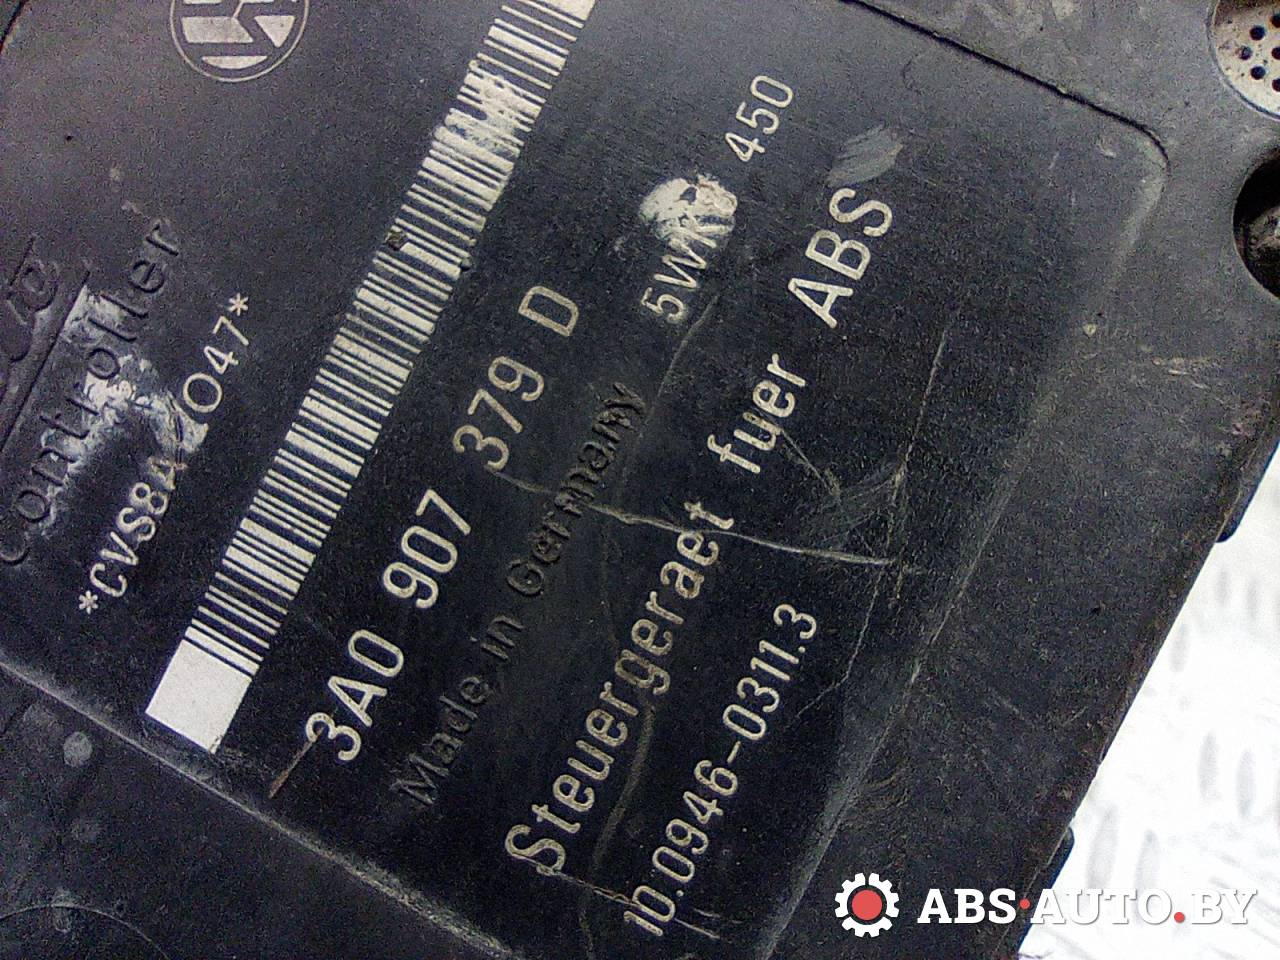 Controller
*CVS84 047*
3A0 907 379 D
Made in Germany
5WK 450
Steuergeraet fuer ABS
10.0946-0311.3
ABS-AUTO.BY